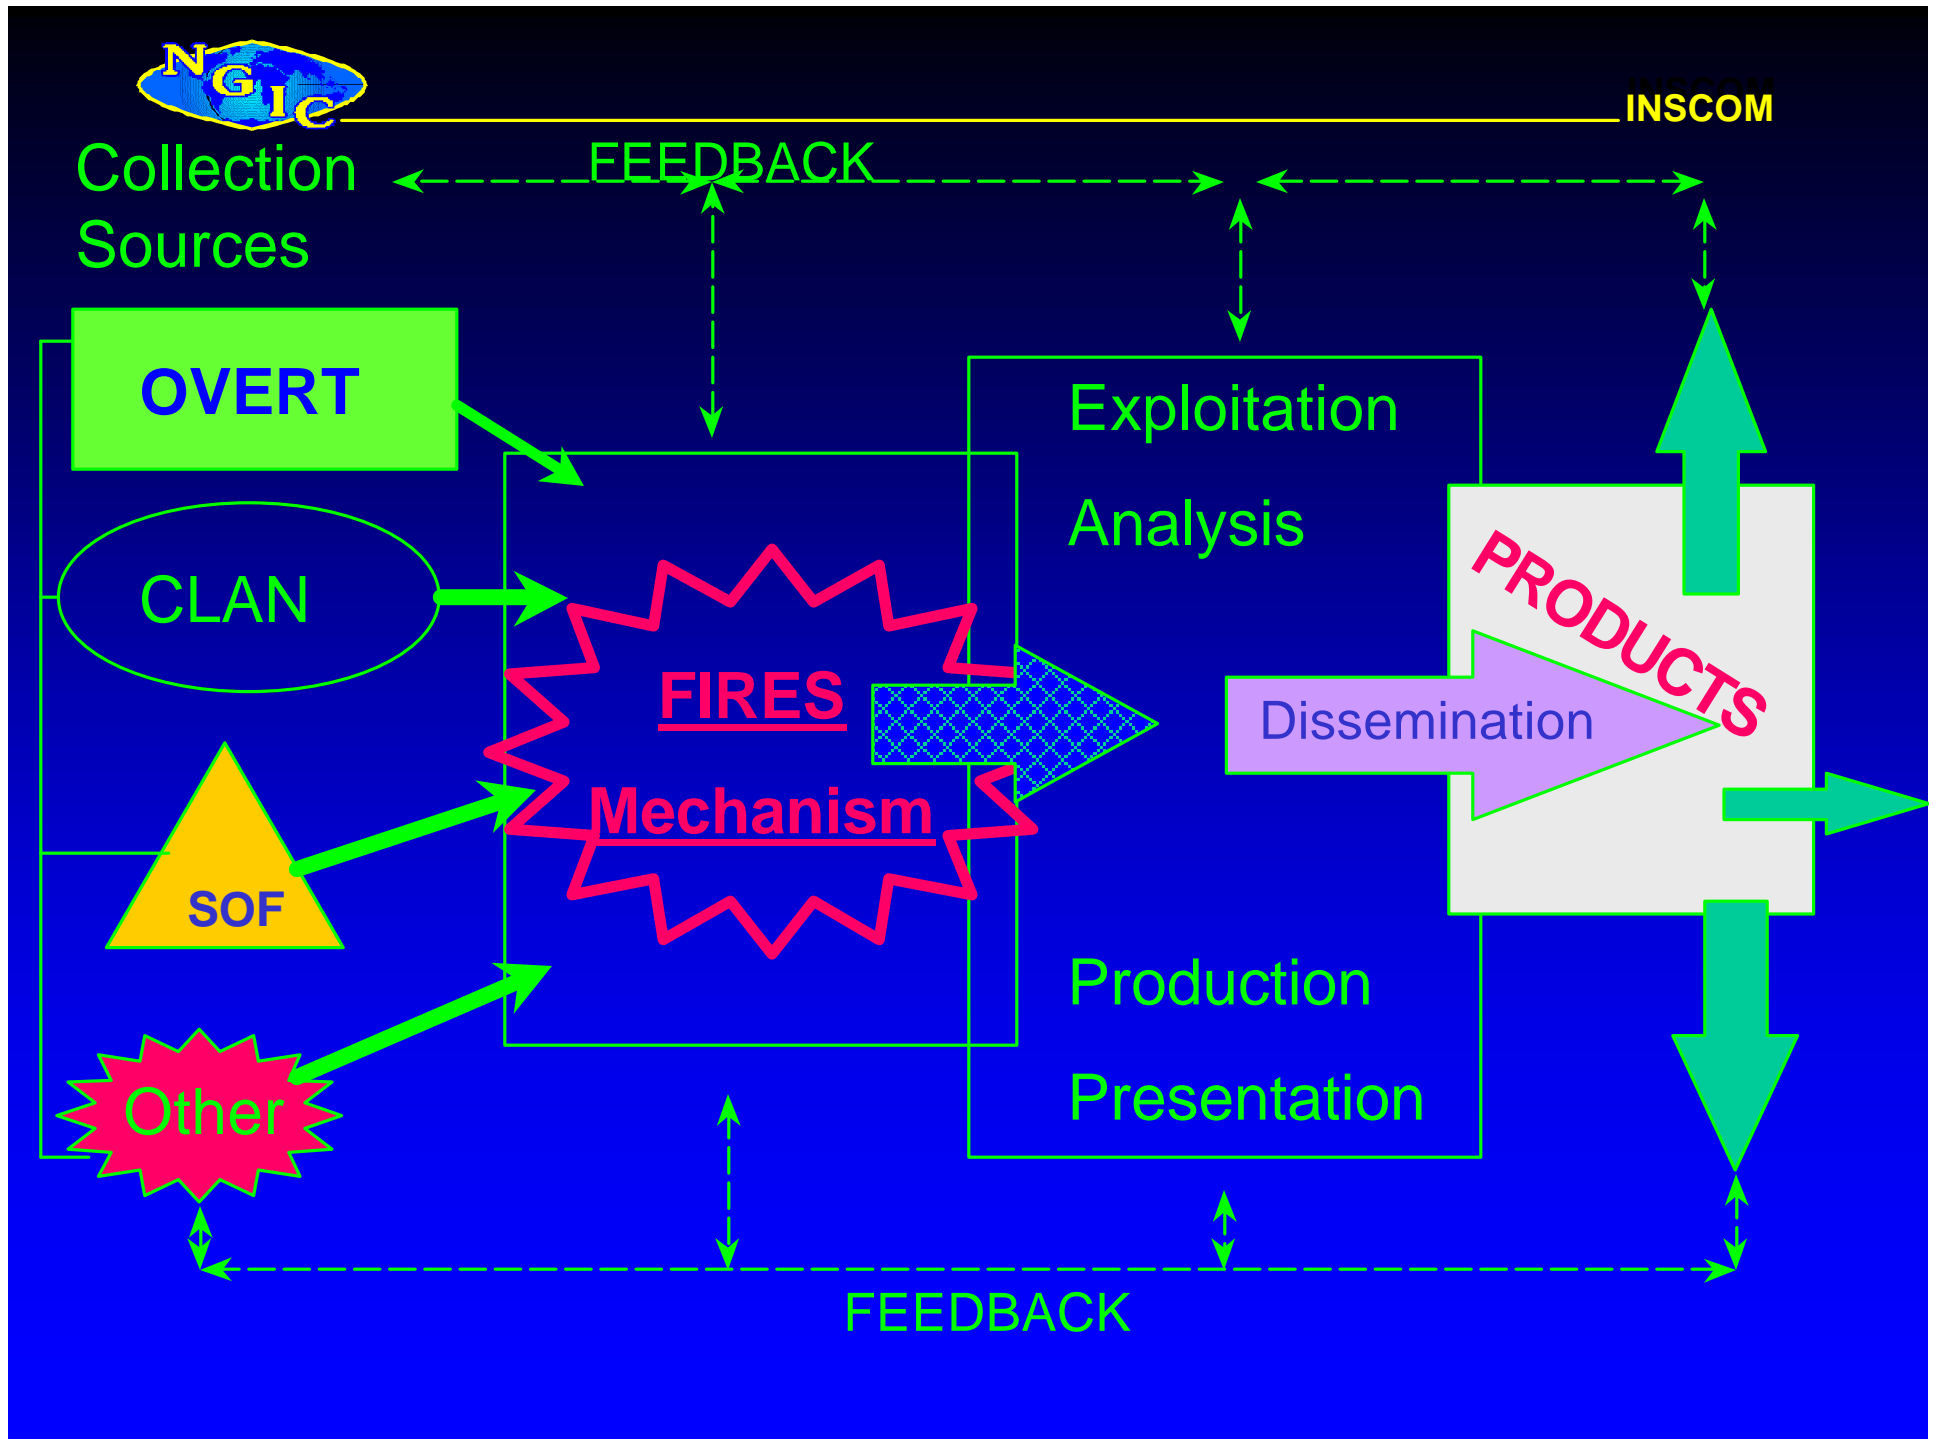 NGIC
INSCOM
Collection
Sources
FEEDBACK
OVERT
CLAN
SOF
Other
FIRES
Mechanism
Exploitation
Analysis
Production
Presentation
Dissemination
PRODUCTS
FEEDBACK